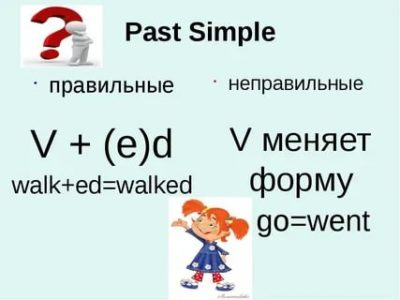 Past Simple
правильные
V + (e)d
walk+ed=walked
неправильные
V меняет
форму
go=went